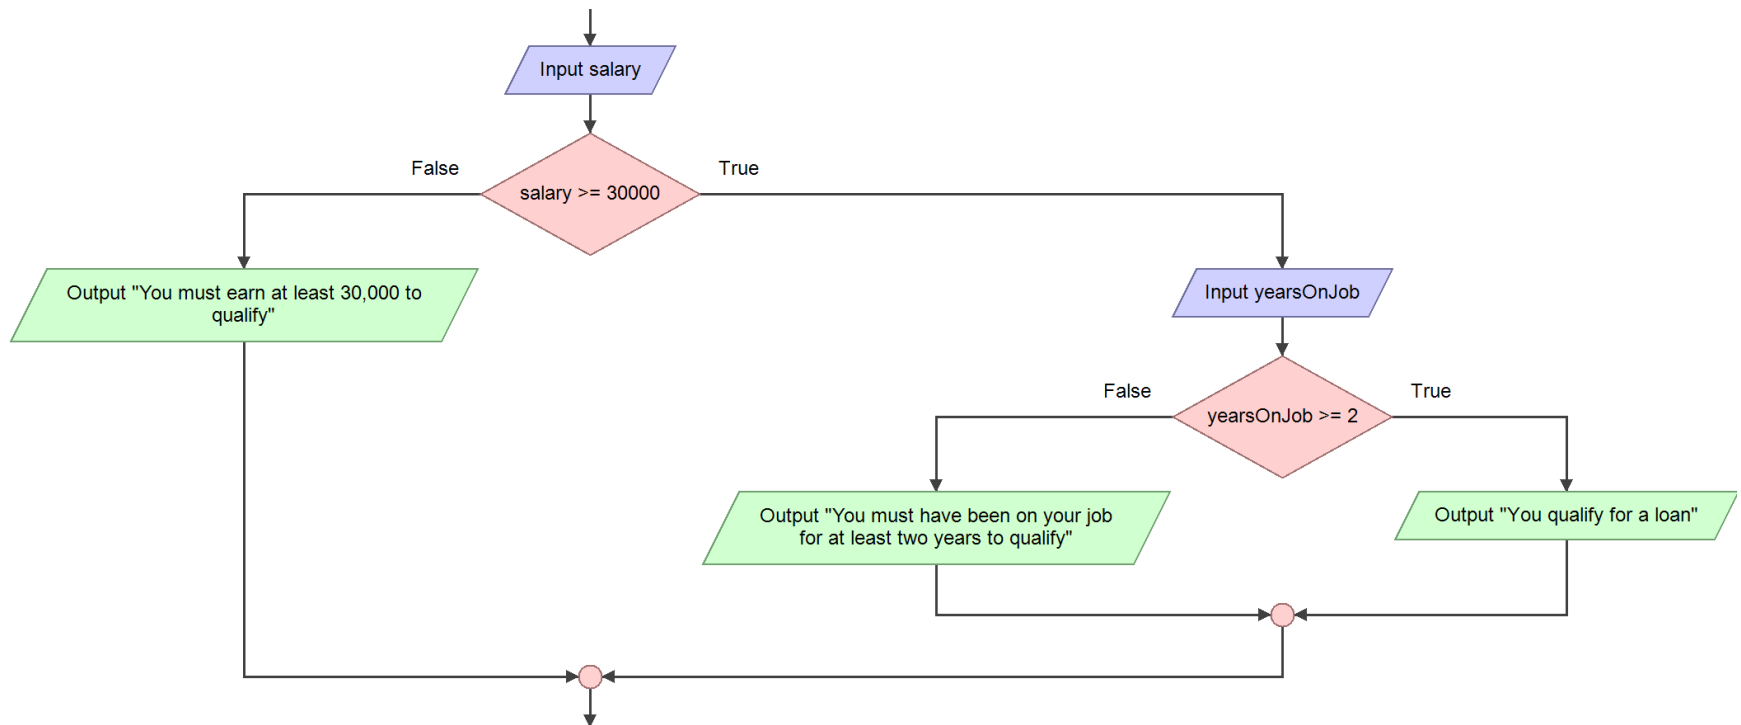 Input salary
False
True
salary >= 30000
Output "You must earn at least 30,000 to
qualify"
Input yearsOnJob
False
True
yearsOnJob >= 2
Output "You must have been on your job
for at least two years to qualify"
Output "You qualify for a loan"